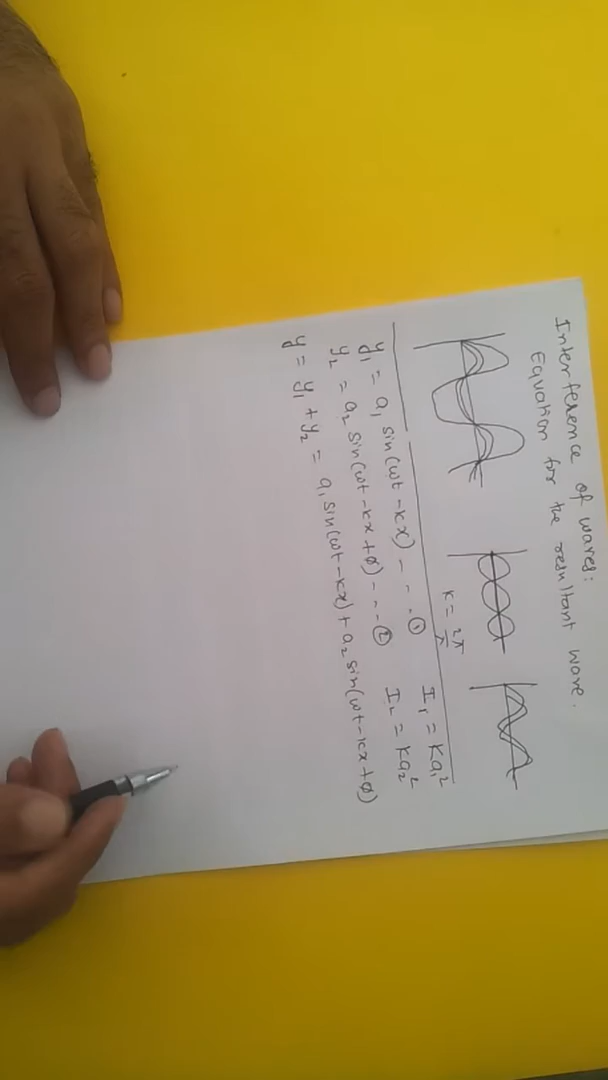 Interference of waves:
Equation for the resultant wave.
K = 2π/λ
y₁ = a₁ sin(ωt - kx) - - - ① I₁ = Ka₁²
y₂ = a₂ sin(ωt - kx + φ) - - - ② I₂ = Ka₂²
y = y₁ + y₂ = a₁ sin(ωt - kx) + a₂ sin(ωt - kx + φ)